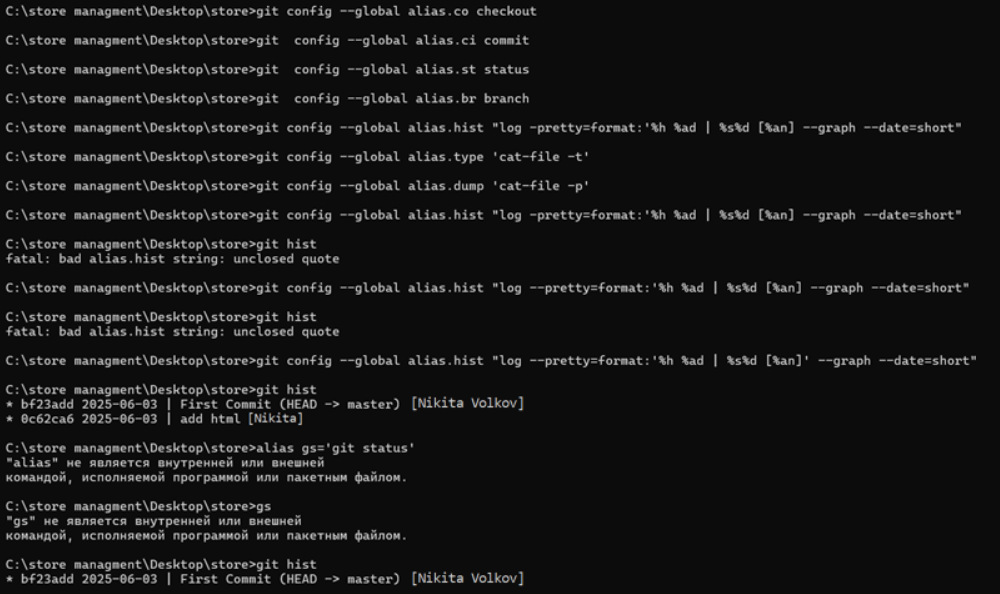 C:\store managment\Desktop\store>git config --global alias.co checkout
C:\store managment\Desktop\store>git  config --global alias.ci commit
C:\store managment\Desktop\store>git  config --global alias.st status
C:\store managment\Desktop\store>git  config --global alias.br branch
C:\store managment\Desktop\store>git config --global alias.hist "log -pretty=format:'%h %ad | %s%d [%an] --graph --date=short"
C:\store managment\Desktop\store>git config --global alias.type 'cat-file -t'
C:\store managment\Desktop\store>git config --global alias.dump 'cat-file -p'
C:\store managment\Desktop\store>git config --global alias.hist "log -pretty=format:'%h %ad | %s%d [%an] --graph --date=short"
C:\store managment\Desktop\store>git hist
fatal: bad alias.hist string: unclosed quote
C:\store managment\Desktop\store>git config --global alias.hist "log --pretty=format:'%h %ad | %s%d [%an] --graph --date=short"
C:\store managment\Desktop\store>git hist
fatal: bad alias.hist string: unclosed quote
C:\store managment\Desktop\store>git config --global alias.hist "log --pretty=format:'%h %ad | %s%d [%an]' --graph --date=short"
C:\store managment\Desktop\store>git hist
* bf23add 2025-06-03 | First Commit (HEAD -> master) [Nikita Volkov]
* 0c62ca6 2025-06-03 | add html [Nikita]
C:\store managment\Desktop\store>alias gs='git status'
"alias" не является внутренней или внешней
командой, исполняемой программой или пакетным файлом.
C:\store managment\Desktop\store>gs
"gs" не является внутренней или внешней
командой, исполняемой программой или пакетным файлом.
C:\store managment\Desktop\store>git hist
* bf23add 2025-06-03 | First Commit (HEAD -> master) [Nikita Volkov]